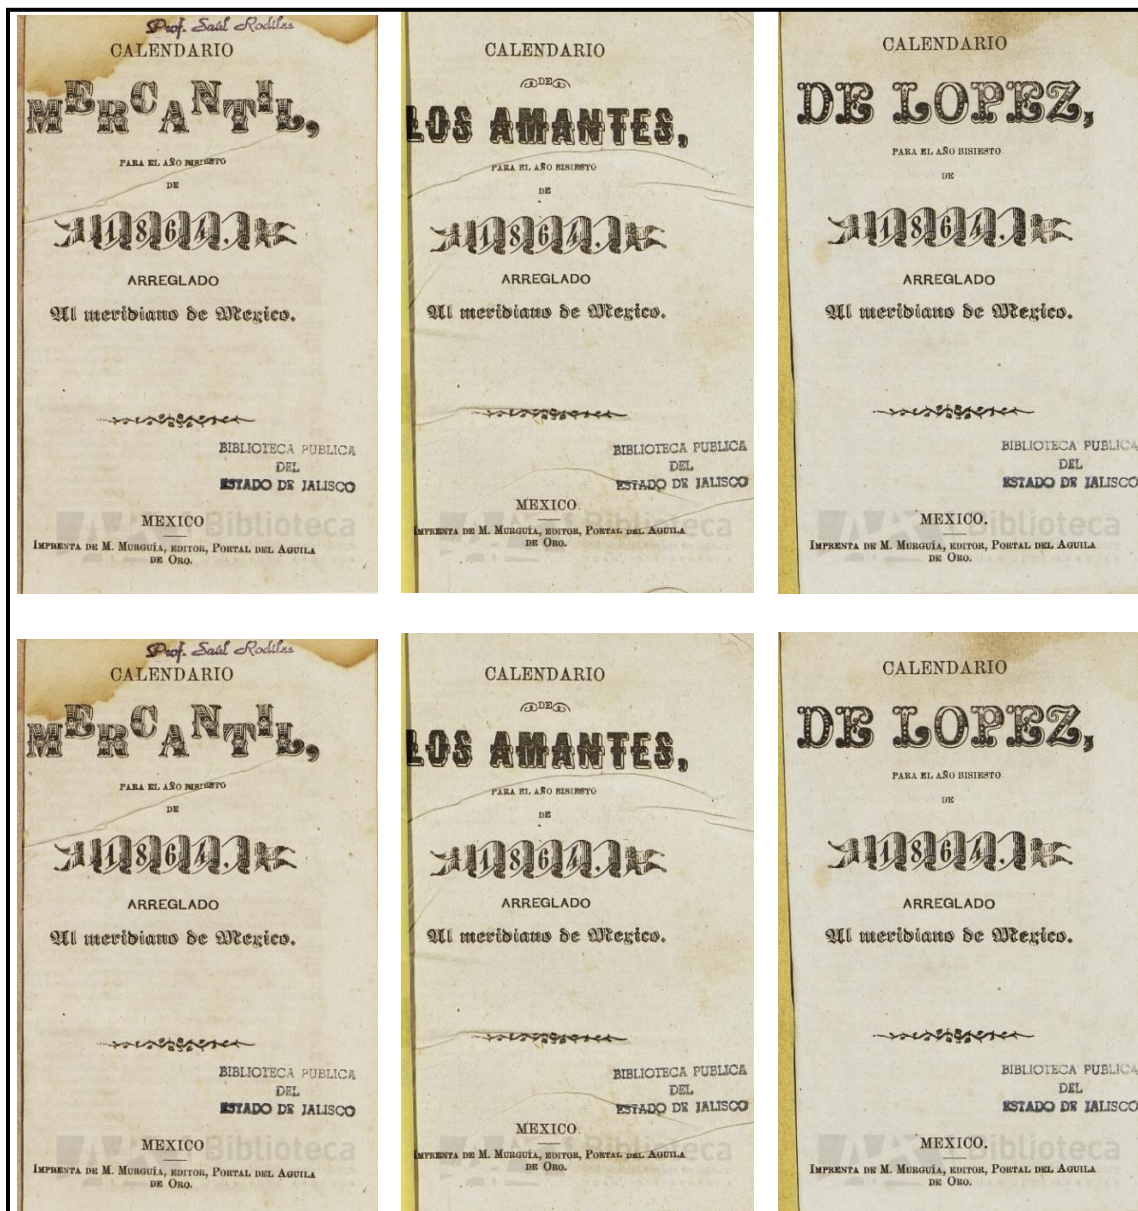 Prof. Saúl Rodiles
CALENDARIO
MERCANTIL,
PARA EL AÑO BISIESTO
DE
1864.
ARREGLADO
Al meridiano de Mexico.
BIBLIOTECA PUBLICA
DEL
ESTADO DE JALISCO
MEXICO
Biblioteca
IMPRENTA DE M. MURGUÍA, EDITOR, PORTAL DEL AGUILA
DE ORO.
CALENDARIO
DE
LOS AMANTES,
PARA EL AÑO BISIESTO
DE
1864.
ARREGLADO
Al meridiano de Mexico.
BIBLIOTECA PUBLICA
DEL
ESTADO DE JALISCO
MEXICO
Biblioteca
IMPRENTA DE M. MURGUÍA, EDITOR, PORTAL DEL AGUILA
DE ORO.
CALENDARIO
DE LOPEZ,
PARA EL AÑO BISIESTO
DE
1864.
ARREGLADO
Al meridiano de Mexico.
BIBLIOTECA PUBLICA
DEL
ESTADO DE JALISCO
MEXICO.
Biblioteca
IMPRENTA DE M. MURGUÍA, EDITOR, PORTAL DEL AGUILA
DE ORO.
Prof. Saúl Rodiles
CALENDARIO
MERCANTIL,
PARA EL AÑO BISIESTO
DE
1864.
ARREGLADO
Al meridiano de Mexico.
BIBLIOTECA PUBLICA
DEL
ESTADO DE JALISCO
MEXICO
Biblioteca
IMPRENTA DE M. MURGUÍA, EDITOR, PORTAL DEL AGUILA
DE ORO.
CALENDARIO
DE
LOS AMANTES,
PARA EL AÑO BISIESTO
DE
1864.
ARREGLADO
Al meridiano de Mexico.
BIBLIOTECA PUBLICA
DEL
ESTADO DE JALISCO
MEXICO
Biblioteca
IMPRENTA DE M. MURGUÍA, EDITOR, PORTAL DEL AGUILA
DE ORO.
CALENDARIO
DE LOPEZ,
PARA EL AÑO BISIESTO
DE
1864.
ARREGLADO
Al meridiano de Mexico.
BIBLIOTECA PUBLICA
DEL
ESTADO DE JALISCO
MEXICO.
Biblioteca
IMPRENTA DE M. MURGUÍA, EDITOR, PORTAL DEL AGUILA
DE ORO.